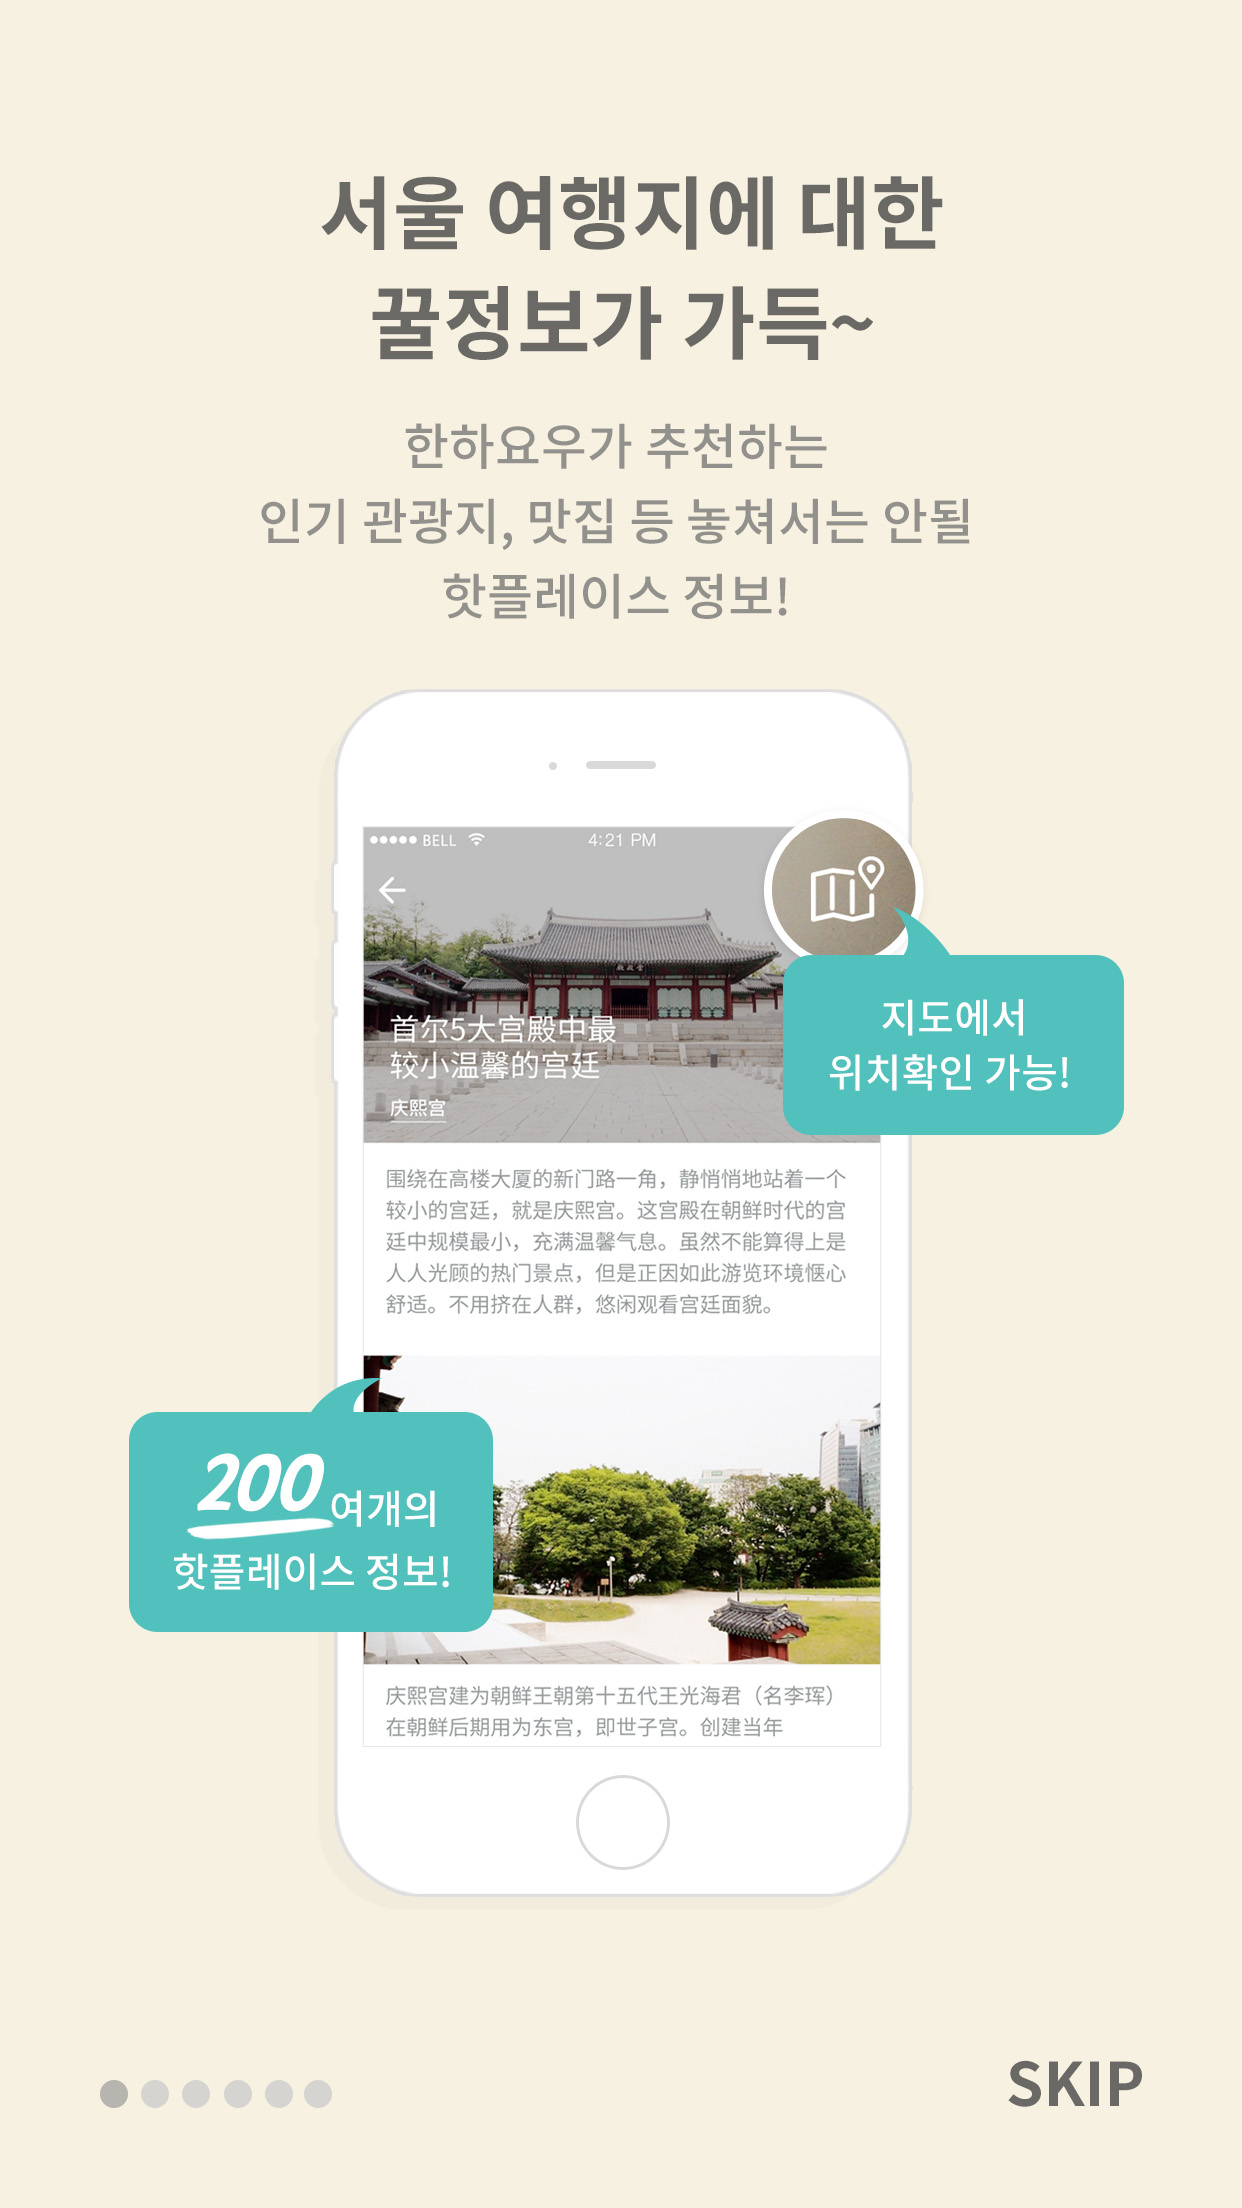 서울 여행지에 대한
꿀정보가 가득~
한하요우가 추천하는
인기 관광지, 맛집 등 놓쳐서는 안될
핫플레이스 정보!
BELL 4:21 PM
首尔5大宫殿中最
较小温馨的宫廷
庆熙宫
지도에서
위치확인 가능!
围绕在高楼大厦的新门路一角，静悄悄地站着一个
较小的宫廷，就是庆熙宫。这宫殿在朝鲜时代的宫
廷中规模最小，充满温馨气息。虽然不能算得上是
人人光顾的热门景点，但是正因如此游览环境惬心
舒适。不用挤在人群，悠闲观看宫廷面貌。
200 여개의
핫플레이스 정보!
庆熙宫建为朝鲜王朝第十五代王光海君（名李珲）
在朝鲜后期用为东宫，即世子宫。创建当年
SKIP